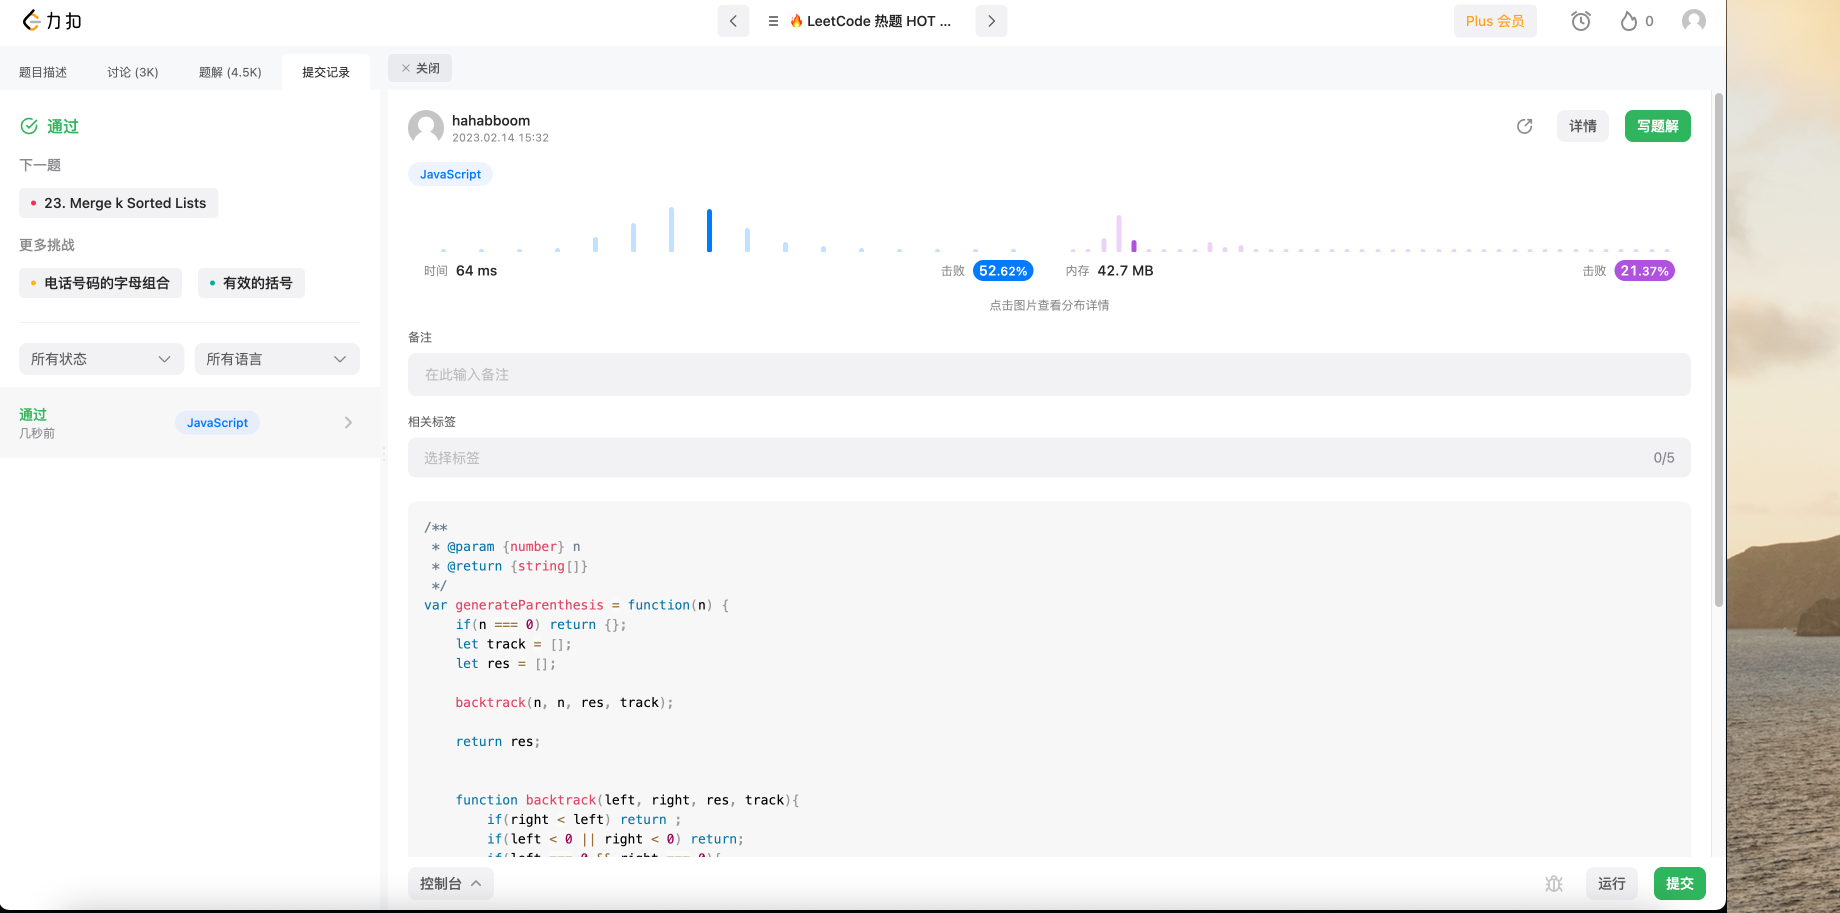 力扣
🔥 LeetCode 热题 HOT ...
Plus 会员
0
题目描述
讨论 (3K)
题解 (4.5K)
提交记录
× 关闭
通过
下一题
23. Merge k Sorted Lists
更多挑战
电话号码的字母组合
有效的括号
所有状态
所有语言
通过
几秒前
JavaScript
hahabboom
2023.02.14 15:32
详情
写题解
JavaScript
时间 64 ms
击败 52.62%
内存 42.7 MB
击败 21.37%
点击图片查看分布详情
备注
在此输入备注
相关标签
选择标签
0/5
/**
 * @param {number} n
 * @return {string[]}
 */
var generateParenthesis = function(n) {
    if(n === 0) return {};
    let track = [];
    let res = [];
    backtrack(n, n, res, track);
    return res;
    function backtrack(left, right, res, track){
        if(right < left) return ;
        if(left < 0 || right < 0) return;
        if(left === 0 && right === 0){
控制台
运行
提交